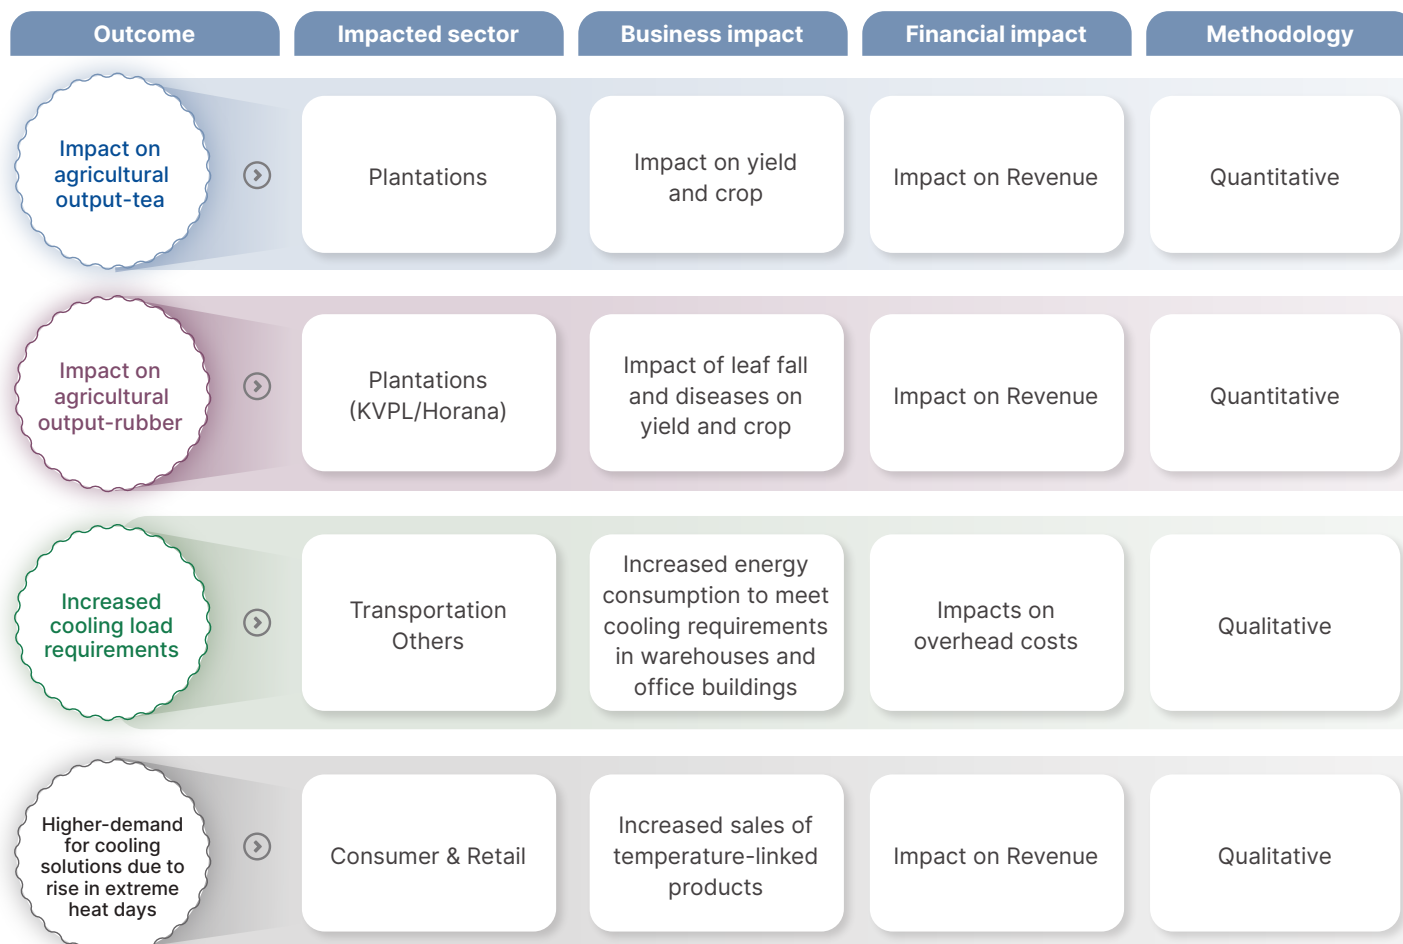 Outcome
Impacted sector
Business impact
Financial impact
Methodology
Impact on
agricultural
output-tea
Plantations
Impact on yield
and crop
Impact on Revenue
Quantitative
Impact on
agricultural
output-rubber
Plantations
(KVPL/Horana)
Impact of leaf fall
and diseases on
yield and crop
Impact on Revenue
Quantitative
Increased
cooling load
requirements
Transportation
Others
Increased energy
consumption to meet
cooling requirements
in warehouses and
office buildings
Impacts on
overhead costs
Qualitative
Higher-demand
for cooling
solutions due to
rise in extreme
heat days
Consumer & Retail
Increased sales of
temperature-linked
products
Impact on Revenue
Qualitative